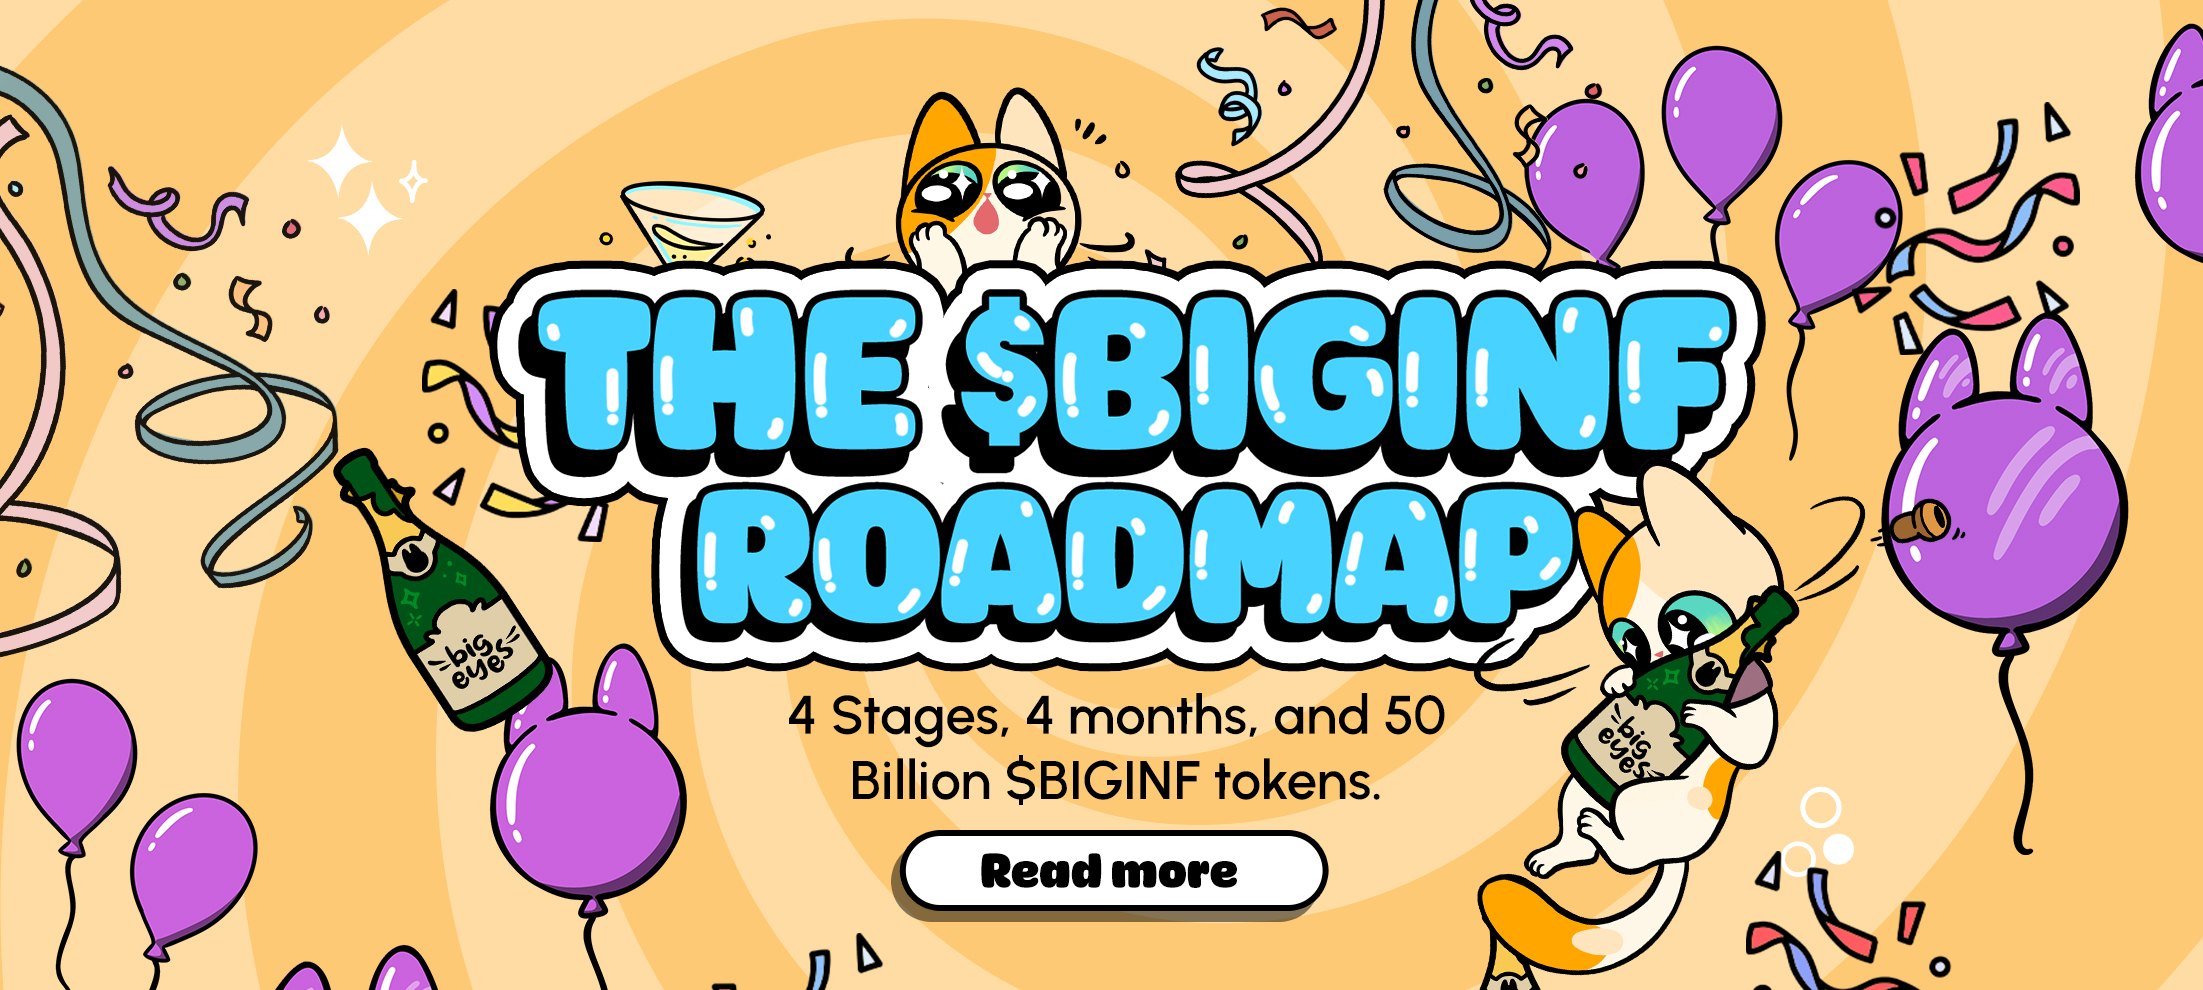 THE $BIGINF
ROADMAP
big
eyes
big
eyes
4 Stages, 4 months, and 50
Billion $BIGINF tokens.
Read more